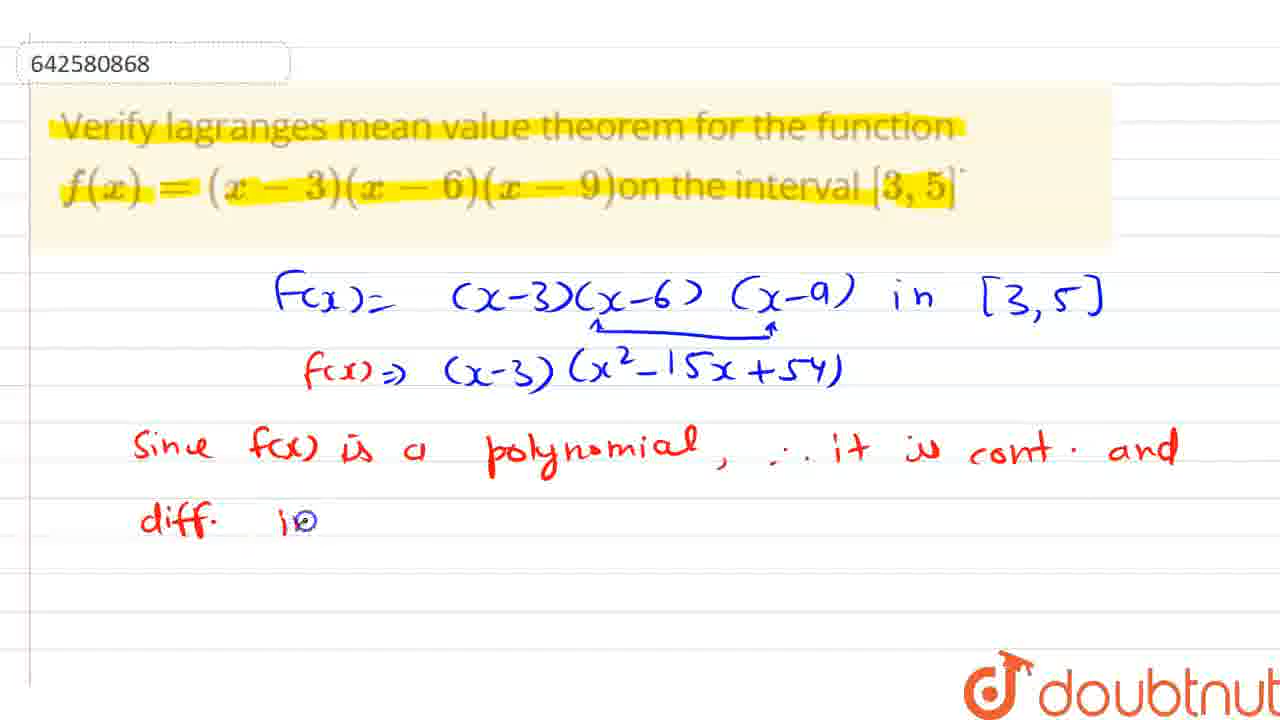 642580868
Verify lagranges mean value theorem for the function
f(x) = (x − 3)(x − 6)(x − 9)on the interval [3, 5]
F(x)= (x-3)(x-6) (x-9) in [3,5]
f(x) ⇒ (x-3) (x²-15x+54)
Since f(x) is a polynomial, ∴ it is cont. and
diff. in
doubtnut